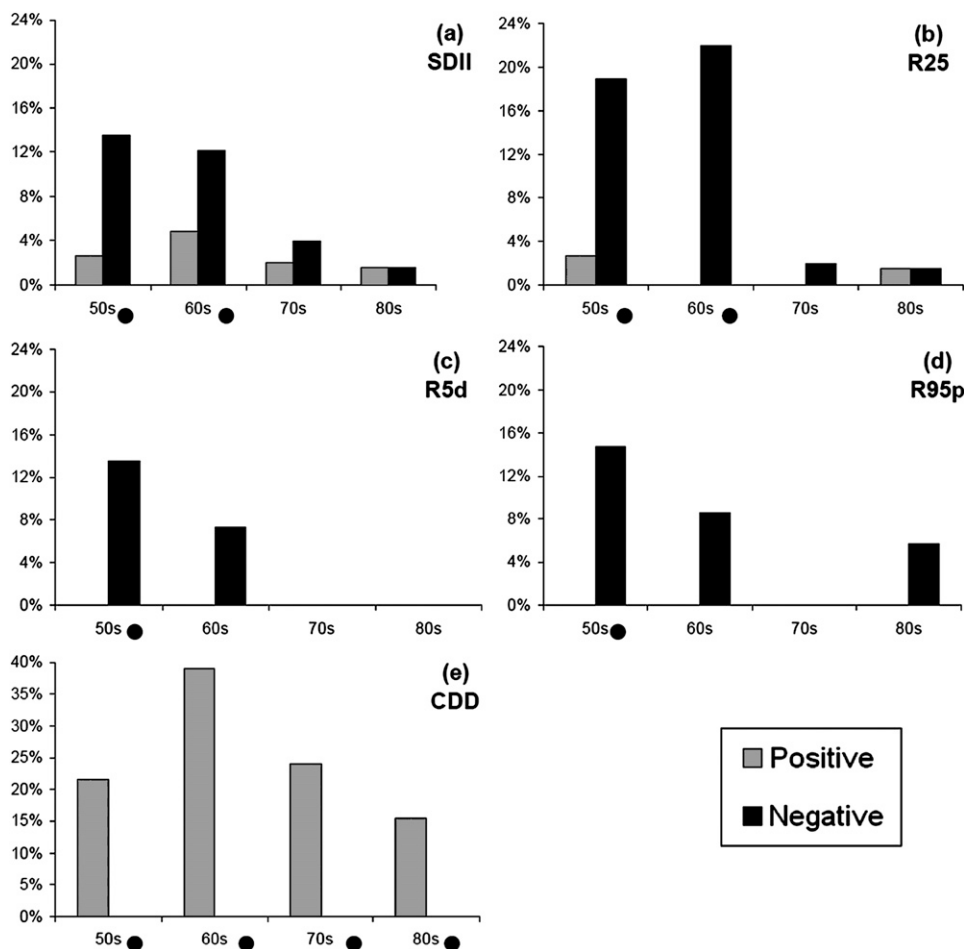 24%
20%
16%
12%
8%
4%
0%
(a)
SDII
50s
60s
70s
80s
24%
20%
16%
12%
8%
4%
0%
(b)
R25
50s
60s
70s
80s
24%
20%
16%
12%
8%
4%
0%
(c)
R5d
50s
60s
70s
80s
24%
20%
16%
12%
8%
4%
0%
(d)
R95p
50s
60s
70s
80s
40%
35%
30%
25%
20%
15%
10%
5%
0%
(e)
CDD
50s
60s
70s
80s
Positive
Negative